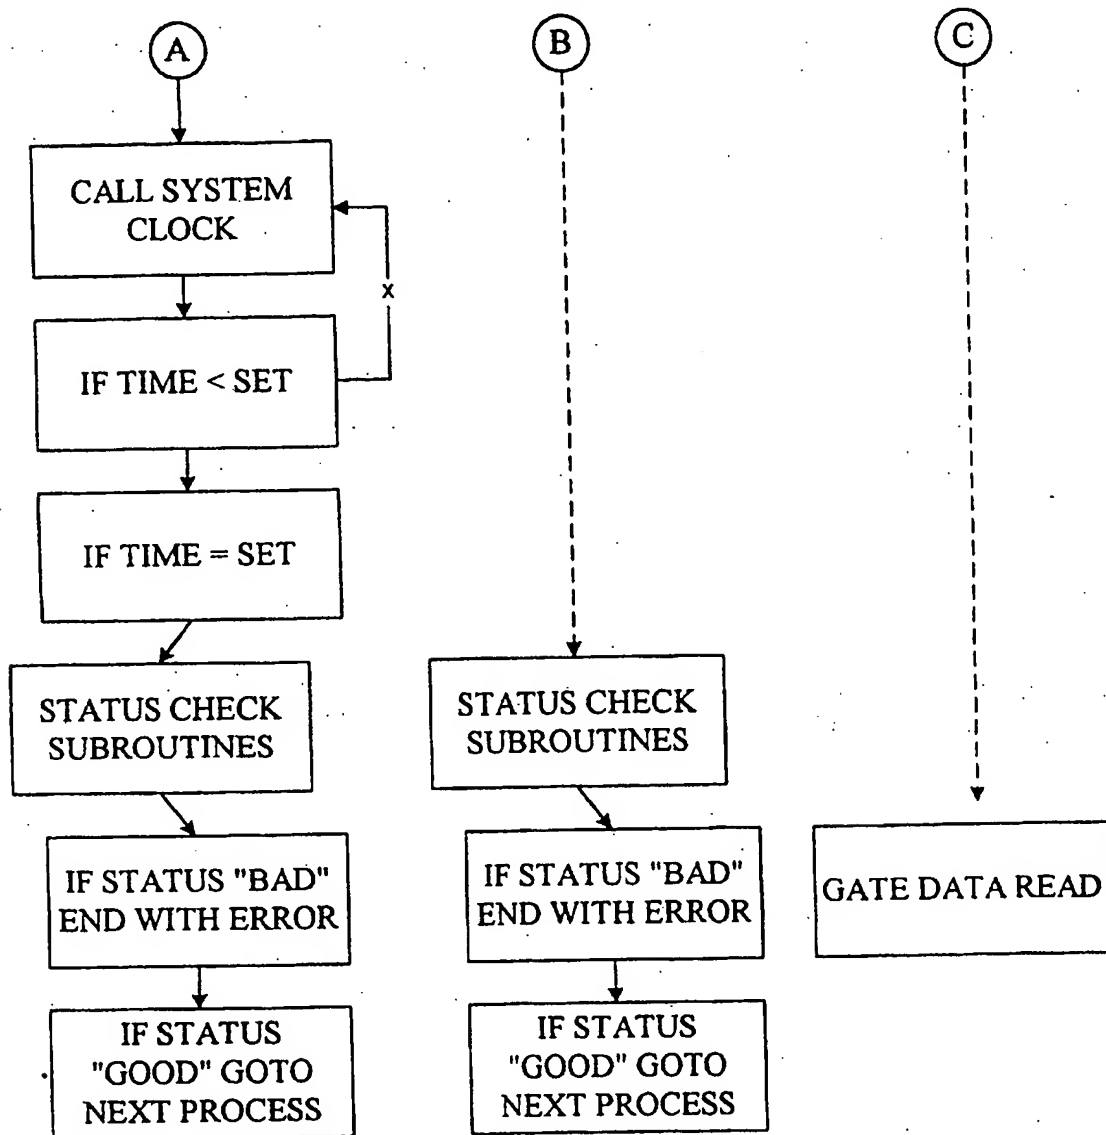 A
CALL SYSTEM
CLOCK
x
IF TIME < SET
IF TIME = SET
STATUS CHECK
SUBROUTINES
IF STATUS "BAD"
END WITH ERROR
IF STATUS
"GOOD" GOTO
NEXT PROCESS
B
STATUS CHECK
SUBROUTINES
IF STATUS "BAD"
END WITH ERROR
IF STATUS
"GOOD" GOTO
NEXT PROCESS
C
GATE DATA READ